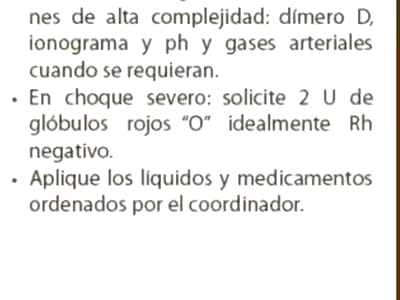 nes de alta complejidad: dímero D,
ionograma y ph y gases arteriales
cuando se requieran.
• En choque severo: solicite 2 U de
glóbulos rojos “O” idealmente Rh
negativo.
• Aplique los líquidos y medicamentos
ordenados por el coordinador.